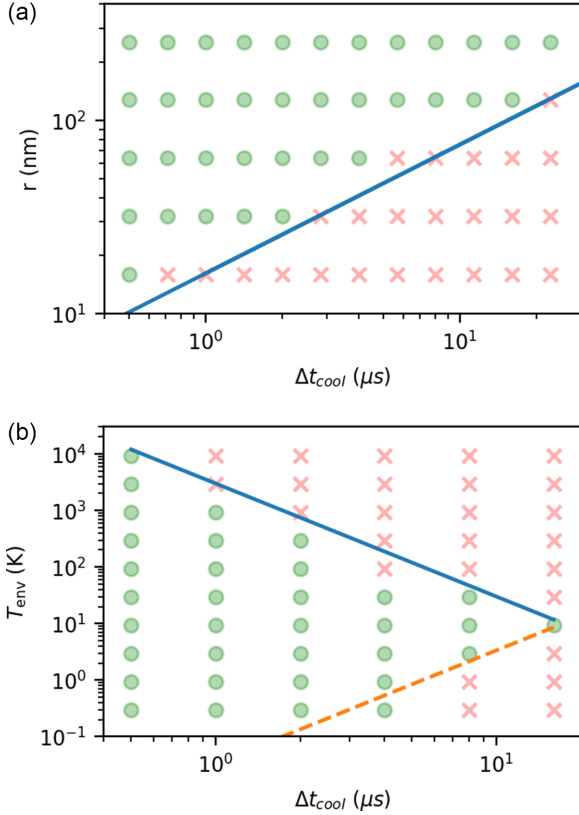 (a)
r (nm)
10²
10¹
10⁰
10¹
Δt_cool (μs)
(b)
T_env (K)
10⁴
10³
10²
10¹
10⁰
10⁻¹
10⁰
10¹
Δt_cool (μs)